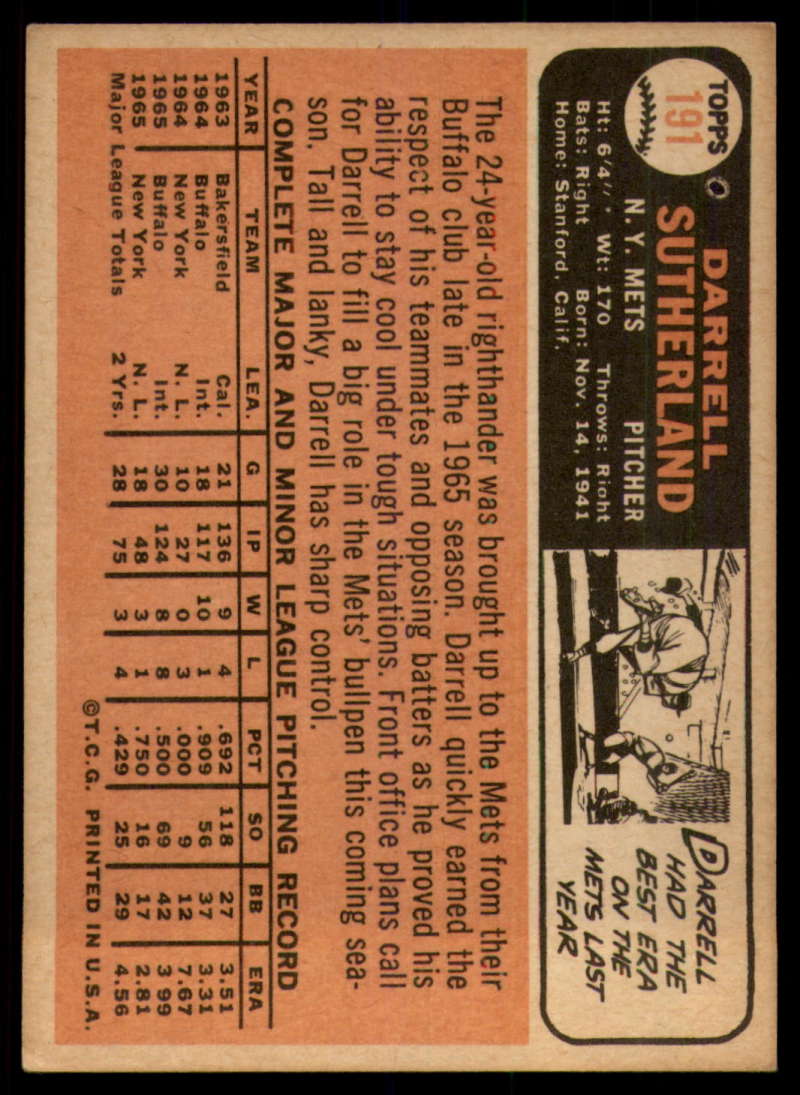 TOPPS
191
DARRELL
SUTHERLAND
N. Y. METS PITCHER
Ht: 6'4" • Wt: 170 Throws: Right
Bats: Right Born: Nov. 14, 1941
Home: Stanford, Calif.
DARRELL
HAD THE
BEST ERA
ON THE
METS LAST
YEAR
The 24-year-old righthander was brought up to the Mets from their
Buffalo club late in the 1965 season. Darrell quickly earned the
respect of his teammates and opposing batters as he proved his
ability to stay cool under tough situations. Front office plans call
for Darrell to fill a big role in the Mets' bullpen this coming sea-
son. Tall and lanky, Darrell has sharp control.
COMPLETE MAJOR AND MINOR LEAGUE PITCHING RECORD
YEAR TEAM LEA. G IP W L PCT SO BB ERA
1963 Bakersfield Cal. 21 136 9 4 .692 118 27 3.51
1964 Buffalo Int. 18 117 10 1 .909 56 37 3.31
1964 New York N. L. 10 27 0 3 .000 9 12 7.67
1965 Buffalo Int. 30 124 8 8 .500 69 42 3.99
1965 New York N. L. 18 48 3 1 .750 16 17 2.81
Major League Totals 2 Yrs. 28 75 3 4 .429 25 29 4.56
©T.C.G. PRINTED IN U.S.A.